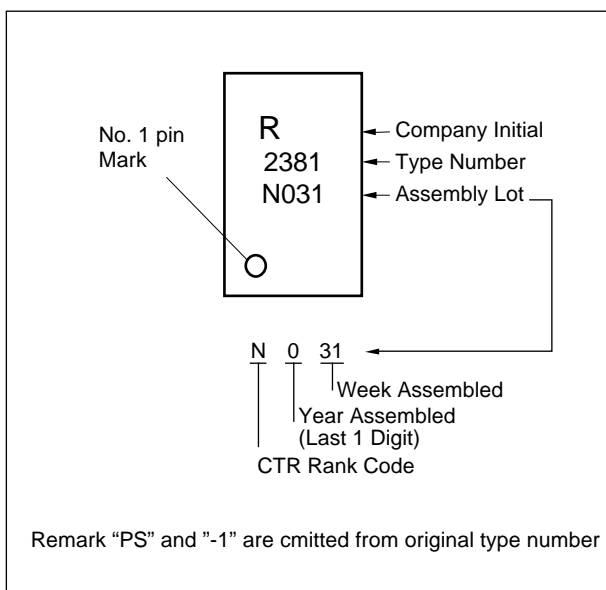 R
2381
N031
No. 1 pin
Mark
Company Initial
Type Number
Assembly Lot
N 0 31
Week Assembled
Year Assembled
(Last 1 Digit)
CTR Rank Code
Remark “PS” and ”-1” are cmitted from original type number